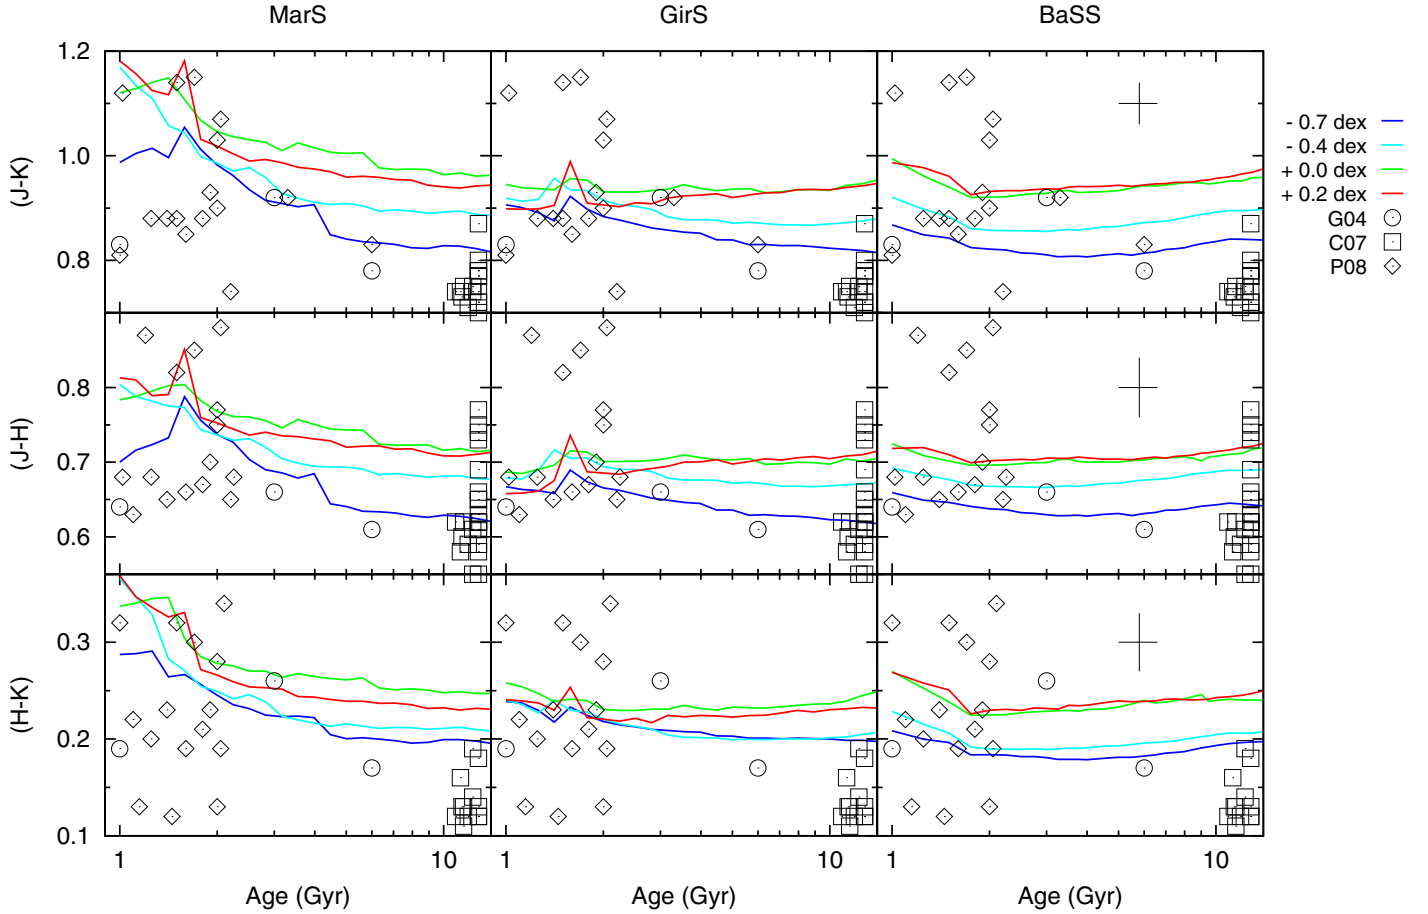 MarS GirS BaSS
1.2
1.0
0.8
(J-K)
- 0.7 dex
- 0.4 dex
+ 0.0 dex
+ 0.2 dex
G04
C07
P08
0.8
0.7
0.6
(J-H)
0.3
0.2
0.1
(H-K)
1 10 1 10 1 10
Age (Gyr) Age (Gyr) Age (Gyr)